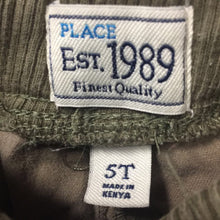 PLACE
EST. 1989
Finest Quality
5T
MADE IN
KENYA